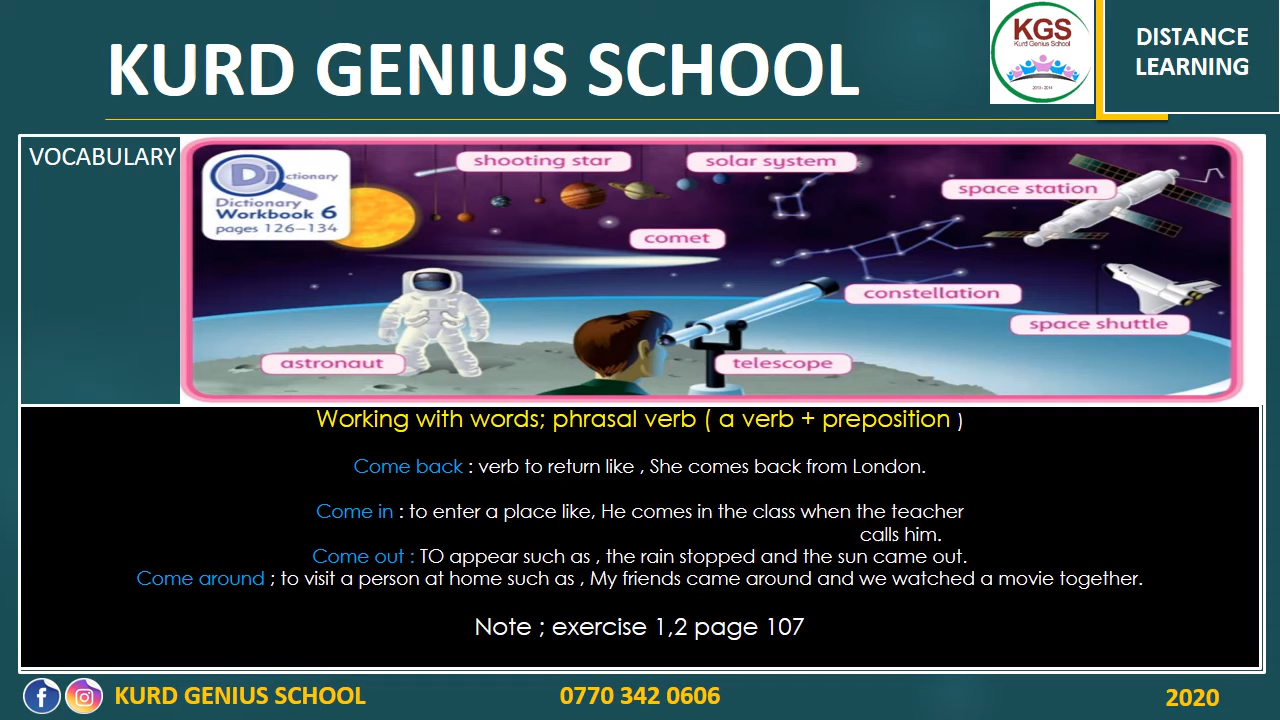 KURD GENIUS SCHOOL
KGS
Kurd Genius School
DISTANCE
LEARNING
VOCABULARY
Dictionary
Dictionary
Workbook 6
pages 126–134
shooting star
solar system
space station
comet
constellation
space shuttle
astronaut
telescope
Working with words; phrasal verb ( a verb + preposition )
Come back : verb to return like , She comes back from London.
Come in : to enter a place like, He comes in the class when the teacher
calls him.
Come out : TO appear such as , the rain stopped and the sun came out.
Come around ; to visit a person at home such as , My friends came around and we watched a movie together.
Note ; exercise 1,2 page 107
KURD GENIUS SCHOOL
0770 342 0606
2020